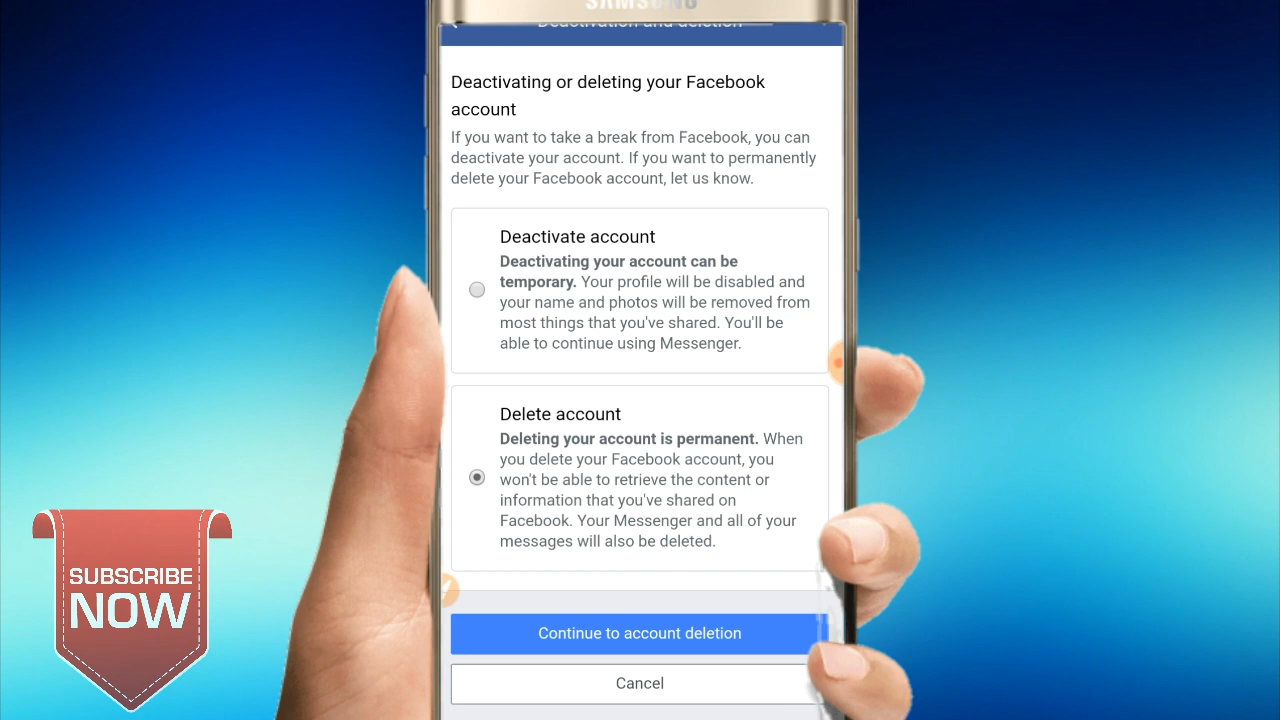 SAMSUNG
Deactivation and deletion
Deactivating or deleting your Facebook
account
If you want to take a break from Facebook, you can
deactivate your account. If you want to permanently
delete your Facebook account, let us know.
Deactivate account
Deactivating your account can be
temporary. Your profile will be disabled and
your name and photos will be removed from
most things that you've shared. You'll be
able to continue using Messenger.
Delete account
Deleting your account is permanent. When
you delete your Facebook account, you
won't be able to retrieve the content or
information that you've shared on
Facebook. Your Messenger and all of your
messages will also be deleted.
Continue to account deletion
Cancel
SUBSCRIBE
NOW